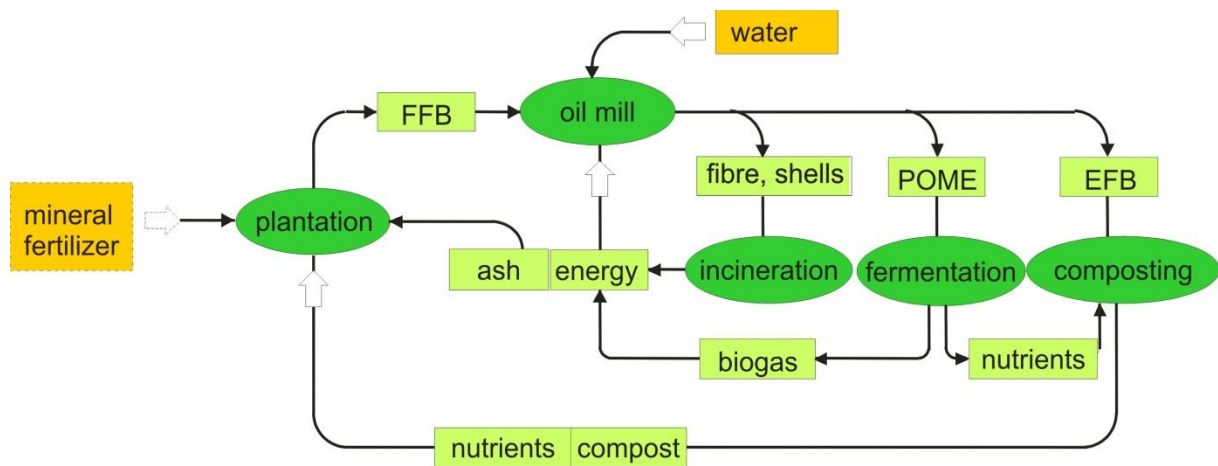 water
FFB
oil mill
fibre, shells
POME
EFB
mineral
fertilizer
plantation
ash
energy
incineration
fermentation
composting
biogas
nutrients
nutrients
compost